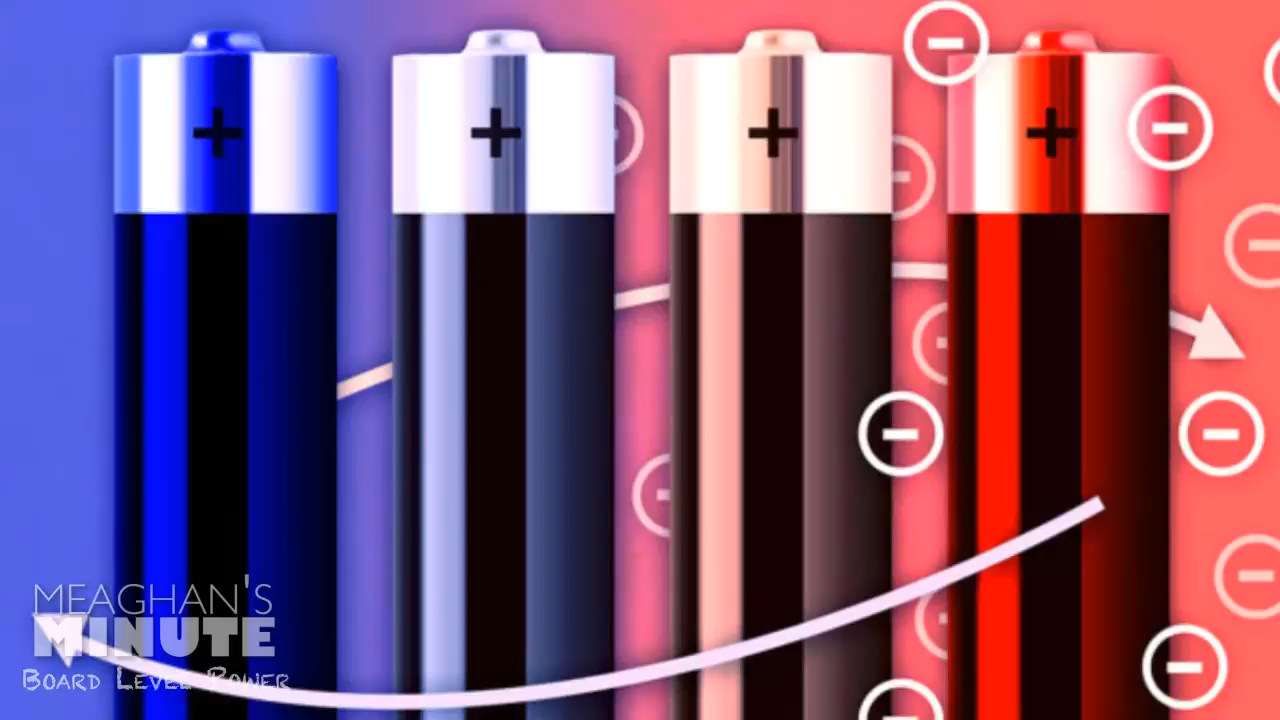 + + + +
MEAGHAN'S
MINUTE
BOARD LEVEL POWER